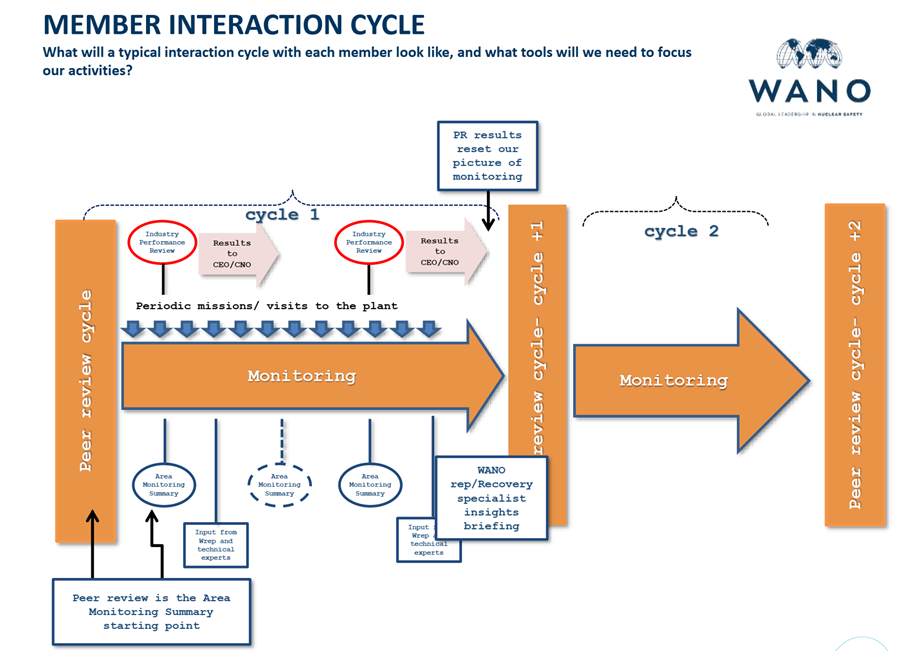 MEMBER INTERACTION CYCLE
What will a typical interaction cycle with each member look like, and what tools will we need to focus
our activities?
WANO
GLOBAL LEADERSHIP IN NUCLEAR SAFETY
PR results
reset our
picture of
monitoring
cycle 1
cycle 2
Industry
Performance
Review
Results
to
CEO/CNO
Industry
Performance
Review
Results
to
CEO/CNO
Periodic missions/ visits to the plant
Peer review cycle
Monitoring
review cycle- cycle +1
Monitoring
Peer review cycle- cycle +2
Area
Monitoring
Summary
Area
Monitoring
Summary
Area
Monitoring
Summary
WANO
rep/Recovery
specialist
insights
briefing
Input from
Wrep and
technical
experts
Input
Wrep
technical
experts
Peer review is the Area
Monitoring Summary
starting point